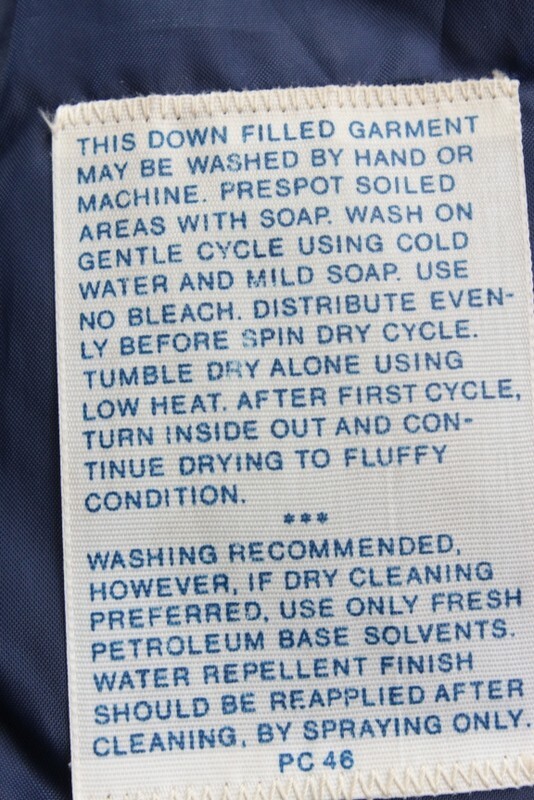 THIS DOWN FILLED GARMENT
MAY BE WASHED BY HAND OR
MACHINE. PRESPOT SOILED
AREAS WITH SOAP. WASH ON
GENTLE CYCLE USING COLD
WATER AND MILD SOAP. USE
NO BLEACH. DISTRIBUTE EVEN-
LY BEFORE SPIN DRY CYCLE.
TUMBLE DRY ALONE USING
LOW HEAT. AFTER FIRST CYCLE,
TURN INSIDE OUT AND CON-
TINUE DRYING TO FLUFFY
CONDITION.
***
WASHING RECOMMENDED,
HOWEVER, IF DRY CLEANING
PREFERRED, USE ONLY FRESH
PETROLEUM BASE SOLVENTS.
WATER REPELLENT FINISH
SHOULD BE REAPPLIED AFTER
CLEANING, BY SPRAYING ONLY.
PC 46